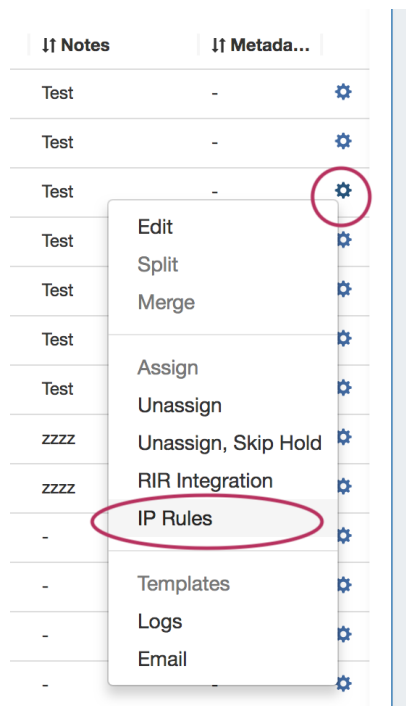 ↓↑ Notes ↓↑ Metada...
Test -
Test -
Test -
Test
Test
Test
Test
zzzz
zzzz
-
-
-
- -
Edit
Split
Merge
Assign
Unassign
Unassign, Skip Hold
RIR Integration
IP Rules
Templates
Logs
Email